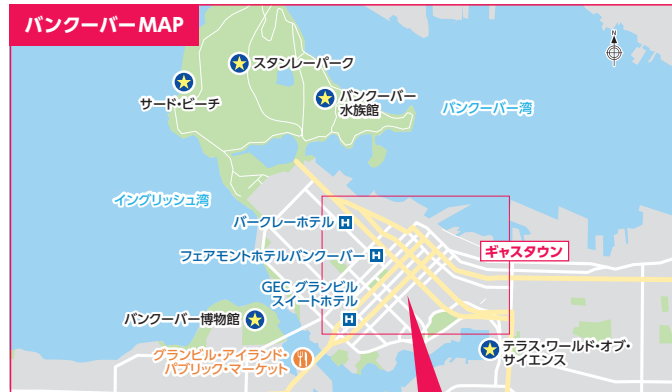 バンクーバーMAP
N
スタンレーパーク
サード・ビーチ
バンクーバー
水族館
バンクーバー湾
イングリッシュ湾
バークレーホテル H
フェアモントホテルバンクーバー H
ギャスタウン
GEC グランビル
スイートホテル
H
バンクーバー博物館
テラス・ワールド・オブ・
サイエンス
グランビル・アイランド・
パブリック・マーケット